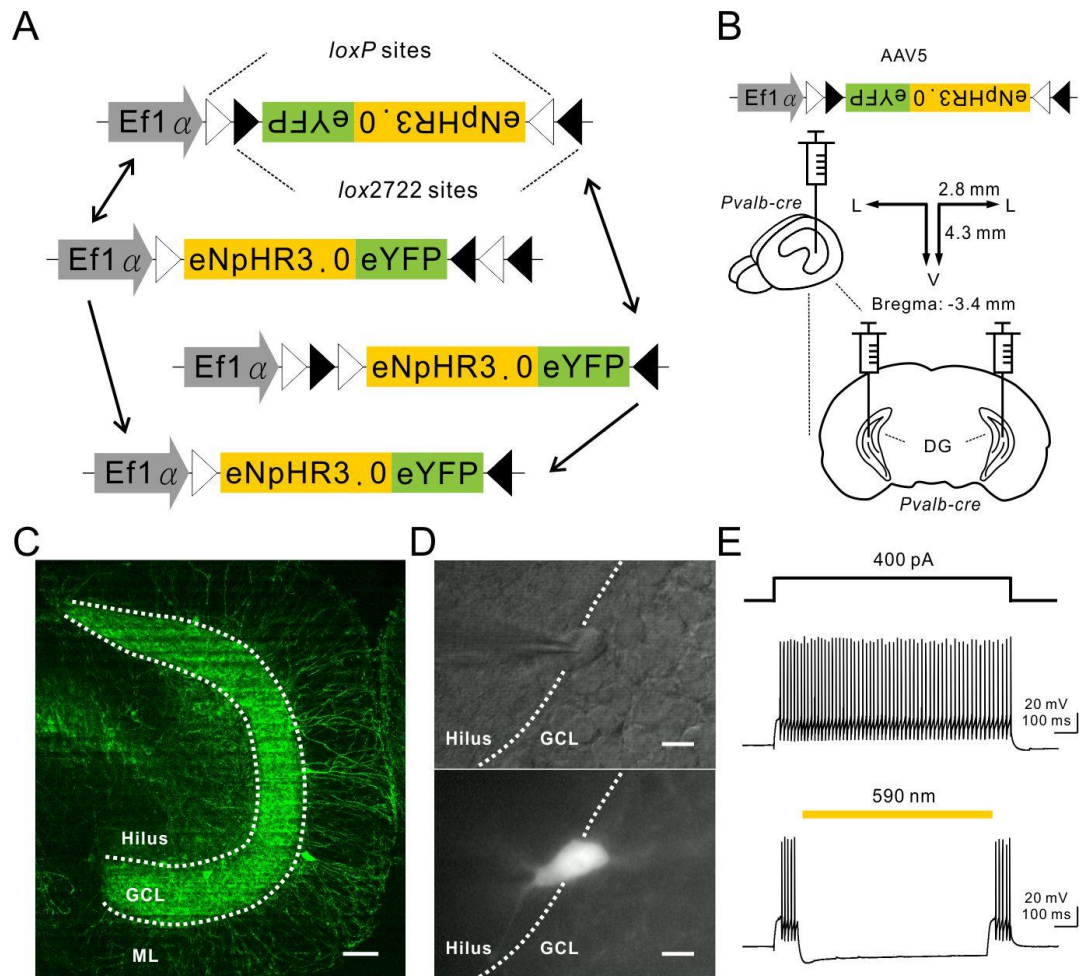 A
loxP sites
Ef1α eYFP eNpHR3.0
lox2722 sites
Ef1α eNpHR3.0 eYFP
Ef1α eNpHR3.0 eYFP
Ef1α eNpHR3.0 eYFP
B
AAV5
Ef1α eYFP eNpHR3.0
Pvalb-cre
2.8 mm
L L
4.3 mm
V
Bregma: -3.4 mm
DG
Pvalb-cre
C
Hilus
GCL
ML
D
Hilus GCL
Hilus GCL
E
400 pA
20 mV
100 ms
590 nm
20 mV
100 ms